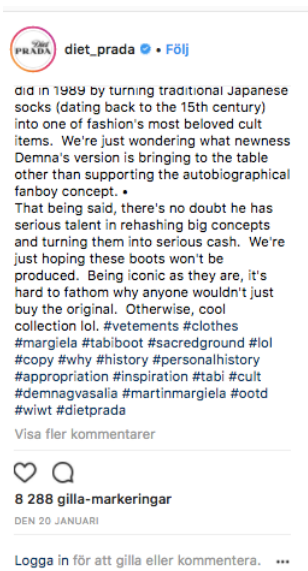 Diet
PRADA
diet_prada • Följ
did in 1989 by turning traditional Japanese
socks (dating back to the 15th century)
into one of fashion's most beloved cult
items.  We're just wondering what newness
Demna's version is bringing to the table
other than supporting the autobiographical
fanboy concept. •
That being said, there's no doubt he has
serious talent in rehashing big concepts
and turning them into serious cash.  We're
just hoping these boots won't be
produced.  Being iconic as they are, it's
hard to fathom why anyone wouldn't just
buy the original.  Otherwise, cool
collection lol. #vetements #clothes
#margiela #tabiboot #sacredground #lol
#copy #why #history #personalhistory
#appropriation #inspiration #tabi #cult
#demnagvasalia #martinmargiela #ootd
#wiwt #dietprada
Visa fler kommentarer
8 288 gilla-markeringar
DEN 20 JANUARI
Logga in för att gilla eller kommentera. •••